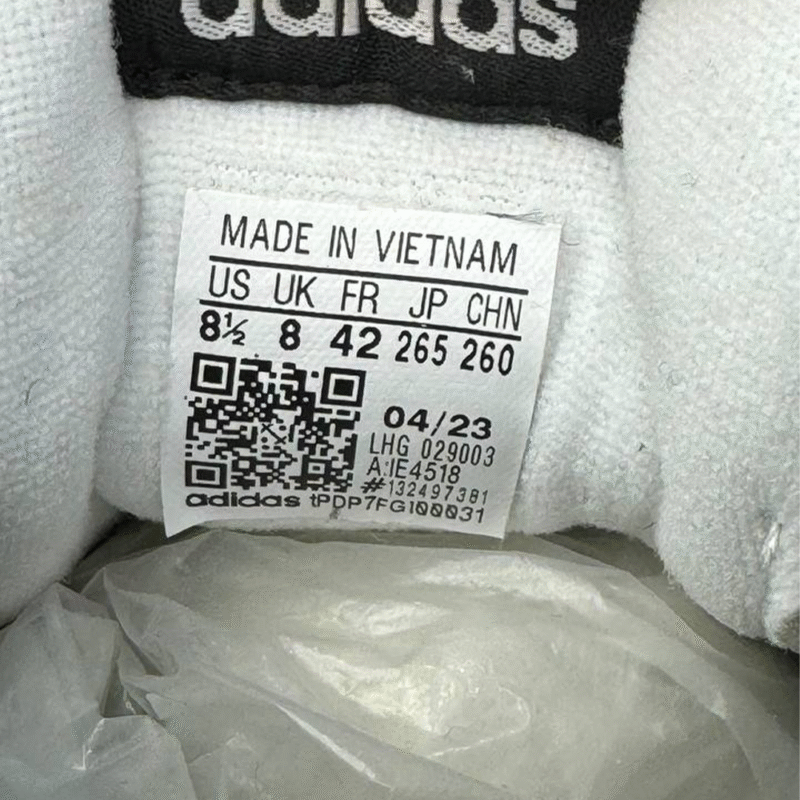 adidas
MADE IN VIETNAM
US UK FR JP CHN
8½ 8 42 265 260
04/23
LHG 029003
A:IE4518
#132497381
adidas tPDP7FG100031